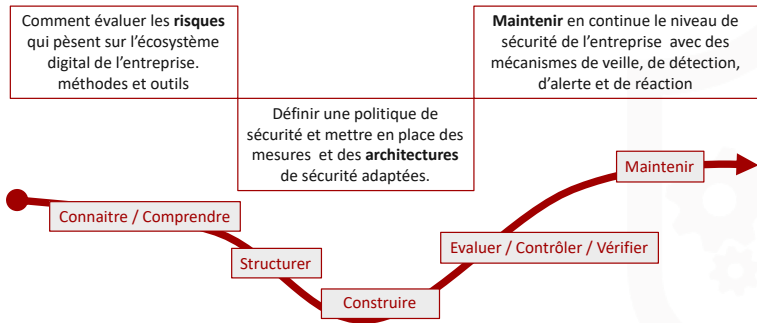 Comment évaluer les risques
qui pèsent sur l'écosystème
digital de l'entreprise.
méthodes et outils
Définir une politique de
sécurité et mettre en place des
mesures et des architectures
de sécurité adaptées.
Maintenir en continue le niveau de
sécurité de l'entreprise avec des
mécanismes de veille, de détection,
d'alerte et de réaction
Connaitre / Comprendre
Structurer
Construire
Evaluer / Contrôler / Vérifier
Maintenir